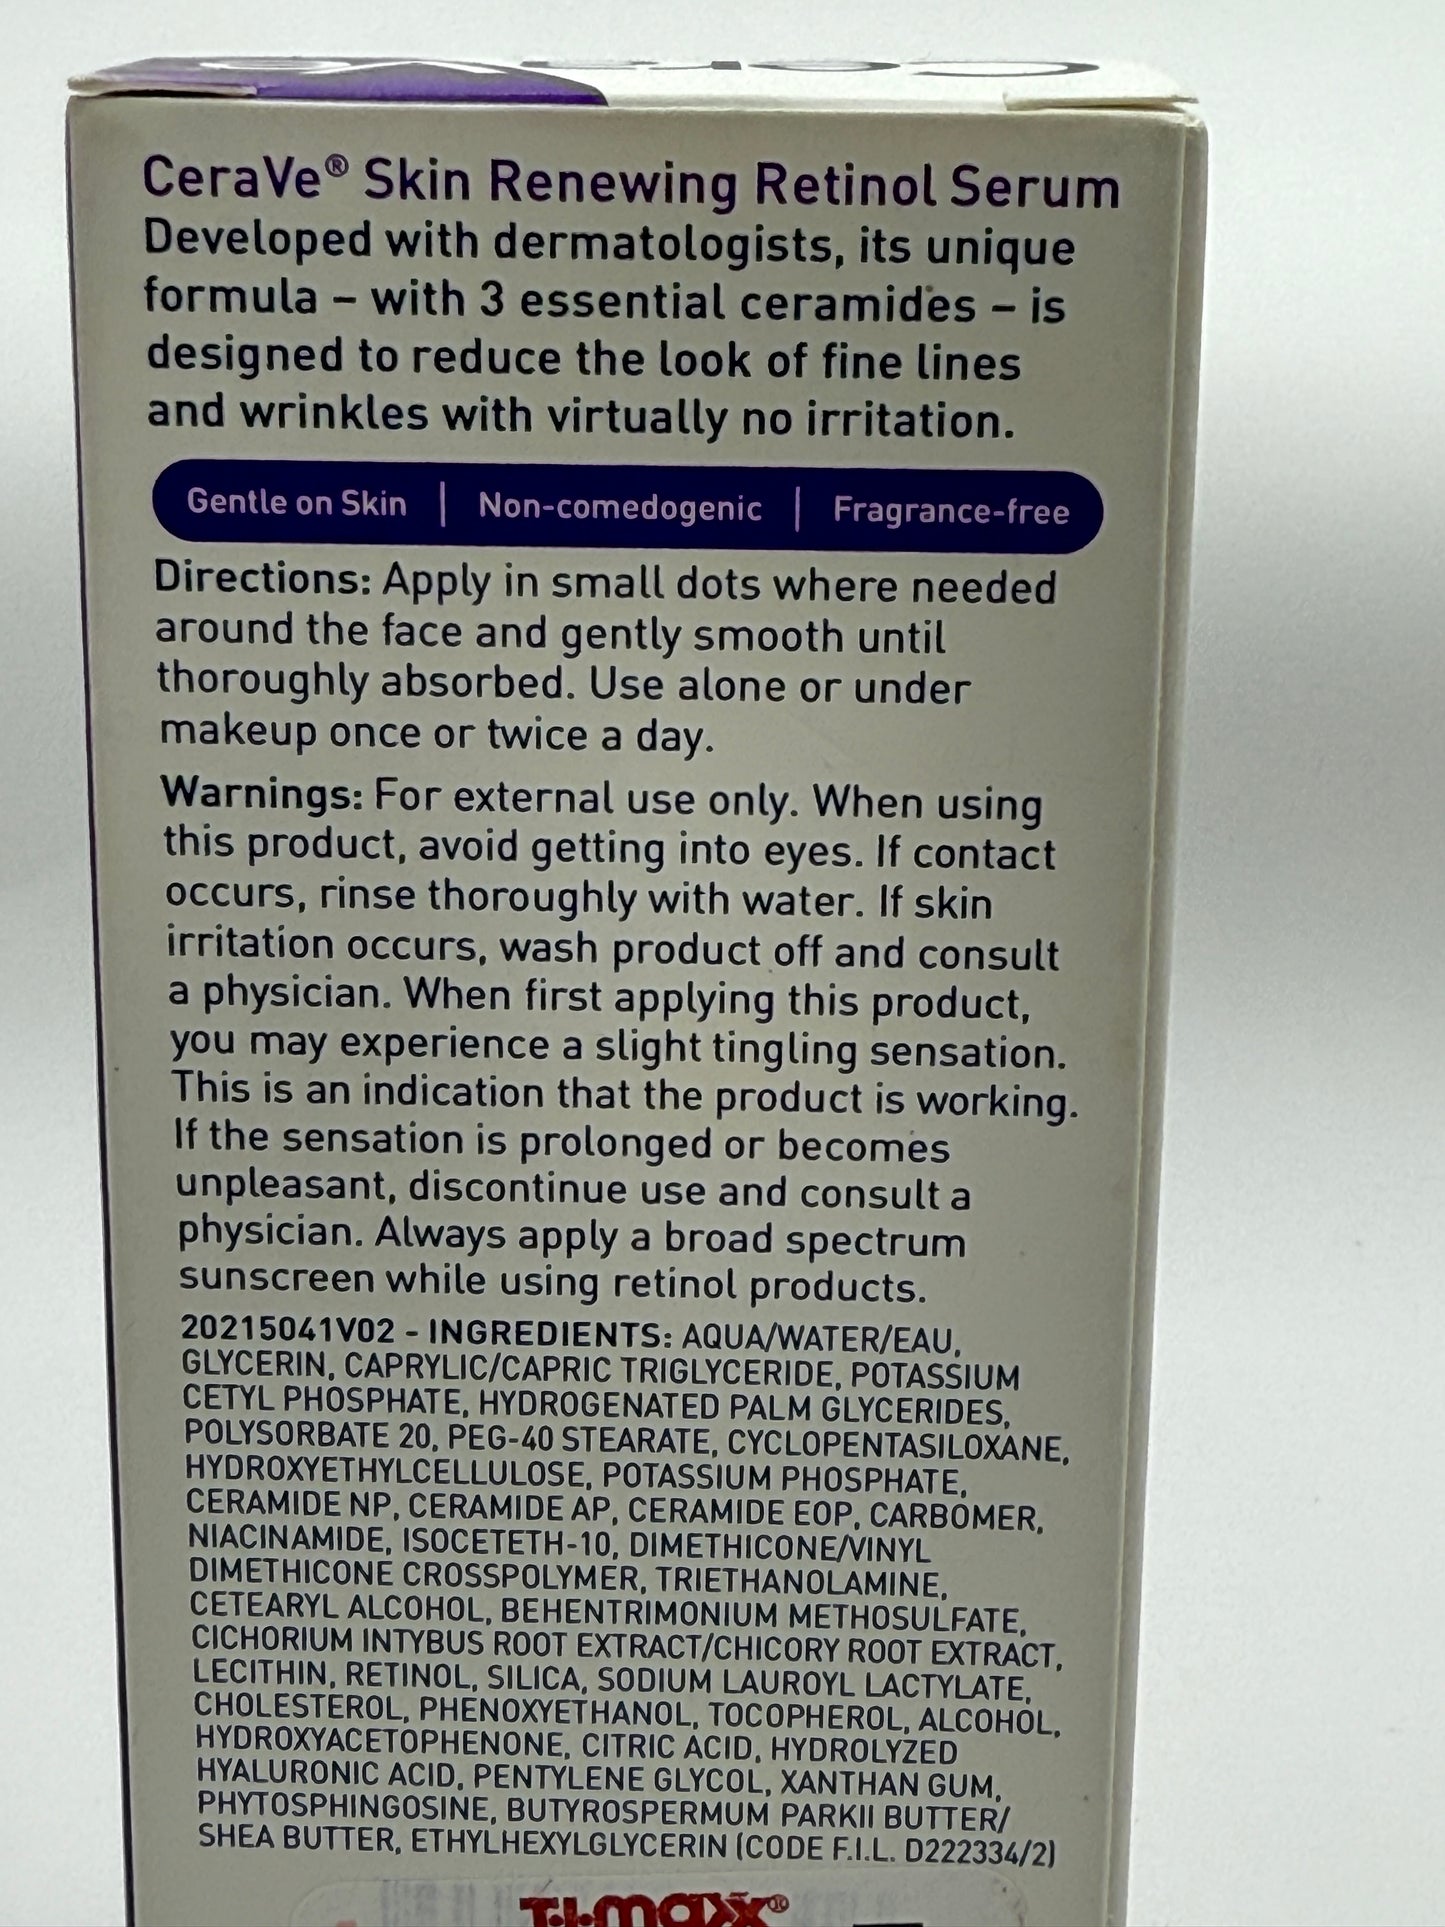 CeraVe
CeraVe® Skin Renewing Retinol Serum
Developed with dermatologists, its unique
formula – with 3 essential ceramides – is
designed to reduce the look of fine lines
and wrinkles with virtually no irritation.
Gentle on Skin | Non-comedogenic | Fragrance-free
Directions: Apply in small dots where needed
around the face and gently smooth until
thoroughly absorbed. Use alone or under
makeup once or twice a day.
Warnings: For external use only. When using
this product, avoid getting into eyes. If contact
occurs, rinse thoroughly with water. If skin
irritation occurs, wash product off and consult
a physician. When first applying this product,
you may experience a slight tingling sensation.
This is an indication that the product is working.
If the sensation is prolonged or becomes
unpleasant, discontinue use and consult a
physician. Always apply a broad spectrum
sunscreen while using retinol products.
20215041V02 - INGREDIENTS: AQUA/WATER/EAU,
GLYCERIN, CAPRYLIC/CAPRIC TRIGLYCERIDE, POTASSIUM
CETYL PHOSPHATE, HYDROGENATED PALM GLYCERIDES,
POLYSORBATE 20, PEG-40 STEARATE, CYCLOPENTASILOXANE,
HYDROXYETHYLCELLULOSE, POTASSIUM PHOSPHATE,
CERAMIDE NP, CERAMIDE AP, CERAMIDE EOP, CARBOMER,
NIACINAMIDE, ISOCETETH-10, DIMETHICONE/VINYL
DIMETHICONE CROSSPOLYMER, TRIETHANOLAMINE,
CETEARYL ALCOHOL, BEHENTRIMONIUM METHOSULFATE,
CICHORIUM INTYBUS ROOT EXTRACT/CHICORY ROOT EXTRACT,
LECITHIN, RETINOL, SILICA, SODIUM LAUROYL LACTYLATE,
CHOLESTEROL, PHENOXYETHANOL, TOCOPHEROL, ALCOHOL,
HYDROXYACETOPHENONE, CITRIC ACID, HYDROLYZED
HYALURONIC ACID, PENTYLENE GLYCOL, XANTHAN GUM,
PHYTOSPHINGOSINE, BUTYROSPERMUM PARKII BUTTER/
SHEA BUTTER, ETHYLHEXYLGLYCERIN (CODE F.I.L. D222334/2)
T.J.maxx®